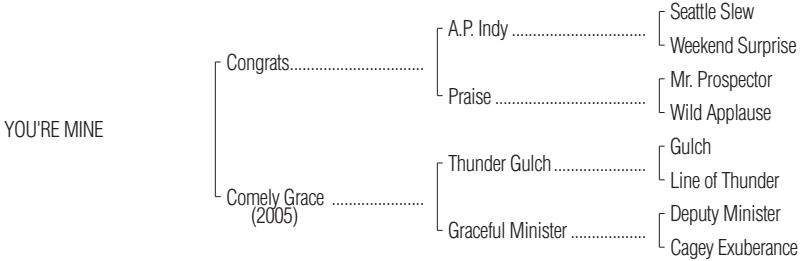 Seattle Slew
A.P. Indy ................................
Weekend Surprise
Congrats................................
Mr. Prospector
Praise ....................................
Wild Applause
YOU'RE MINE
Gulch
Thunder Gulch ......................
Line of Thunder
Comely Grace ......................
(2005)
Deputy Minister
Graceful Minister ..................
Cagey Exuberance